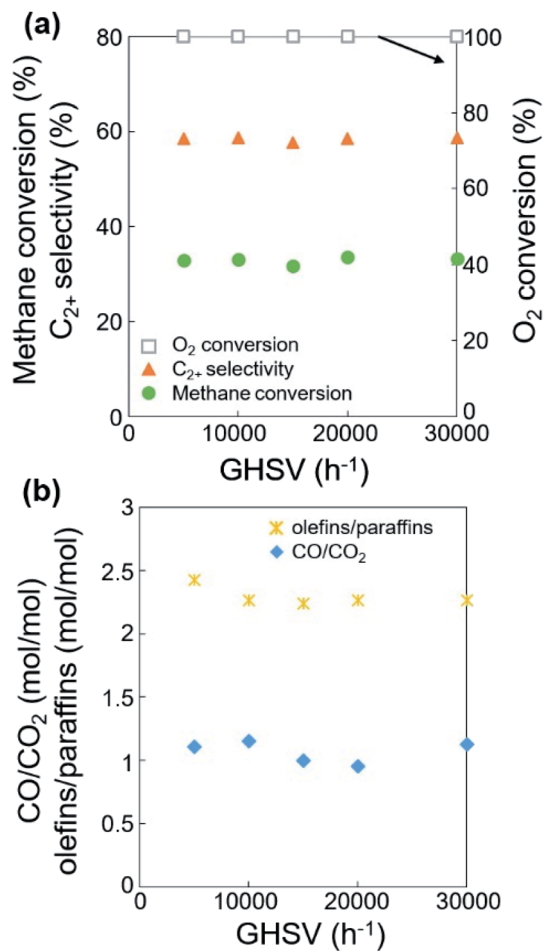 (a)
Methane conversion (%)
C₂₊ selectivity (%)
80
60
40
20
0
100
80
60
40
20
0
O₂ conversion (%)
O₂ conversion
C₂₊ selectivity
Methane conversion
0
10000
20000
30000
GHSV (h⁻¹)
(b)
CO/CO₂ (mol/mol)
olefins/paraffins (mol/mol)
3
2.5
2
1.5
1
0.5
0
olefins/paraffins
CO/CO₂
0
10000
20000
30000
GHSV (h⁻¹)